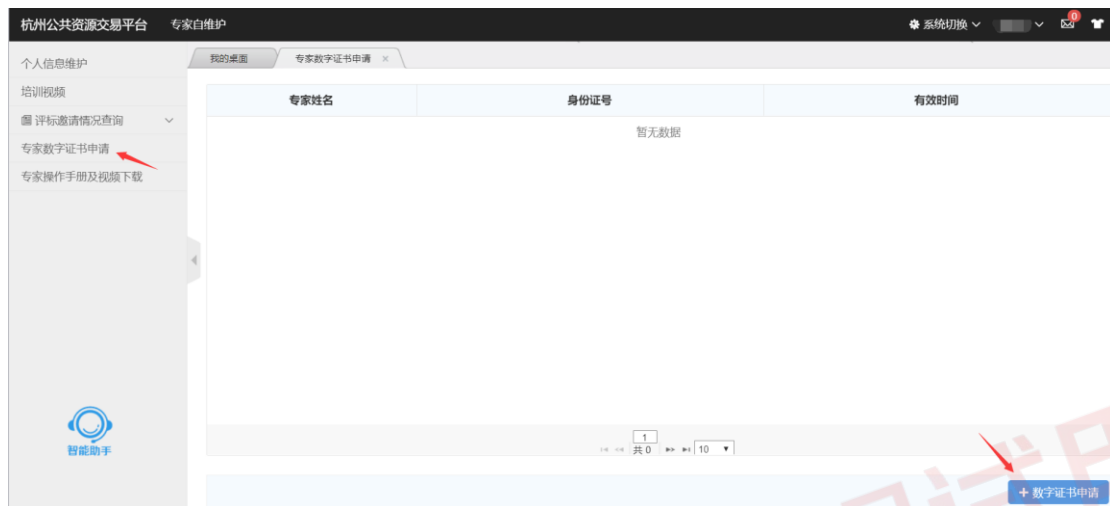 杭州公共资源交易平台 专家自维护 系统切换 0
个人信息维护
培训视频
评标邀请情况查询
专家数字证书申请
专家操作手册及视频下载
智能助手
我的桌面 专家数字证书申请 ×
专家姓名 身份证号 有效时间
暂无数据
1
共 0 10
+ 数字证书申请